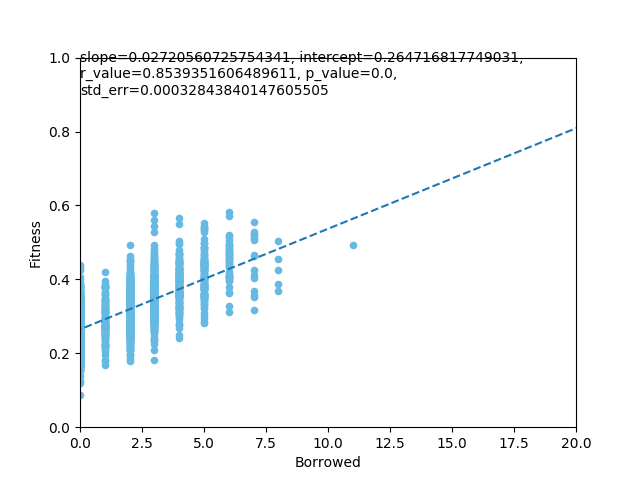 slope=0.02720560725754341, intercept=0.264716817749031,
r_value=0.8539351606489611, p_value=0.0,
std_err=0.00032843840147605505
1.0
0.8
0.6
0.4
0.2
0.0
Fitness
0.0 2.5 5.0 7.5 10.0 12.5 15.0 17.5 20.0
Borrowed